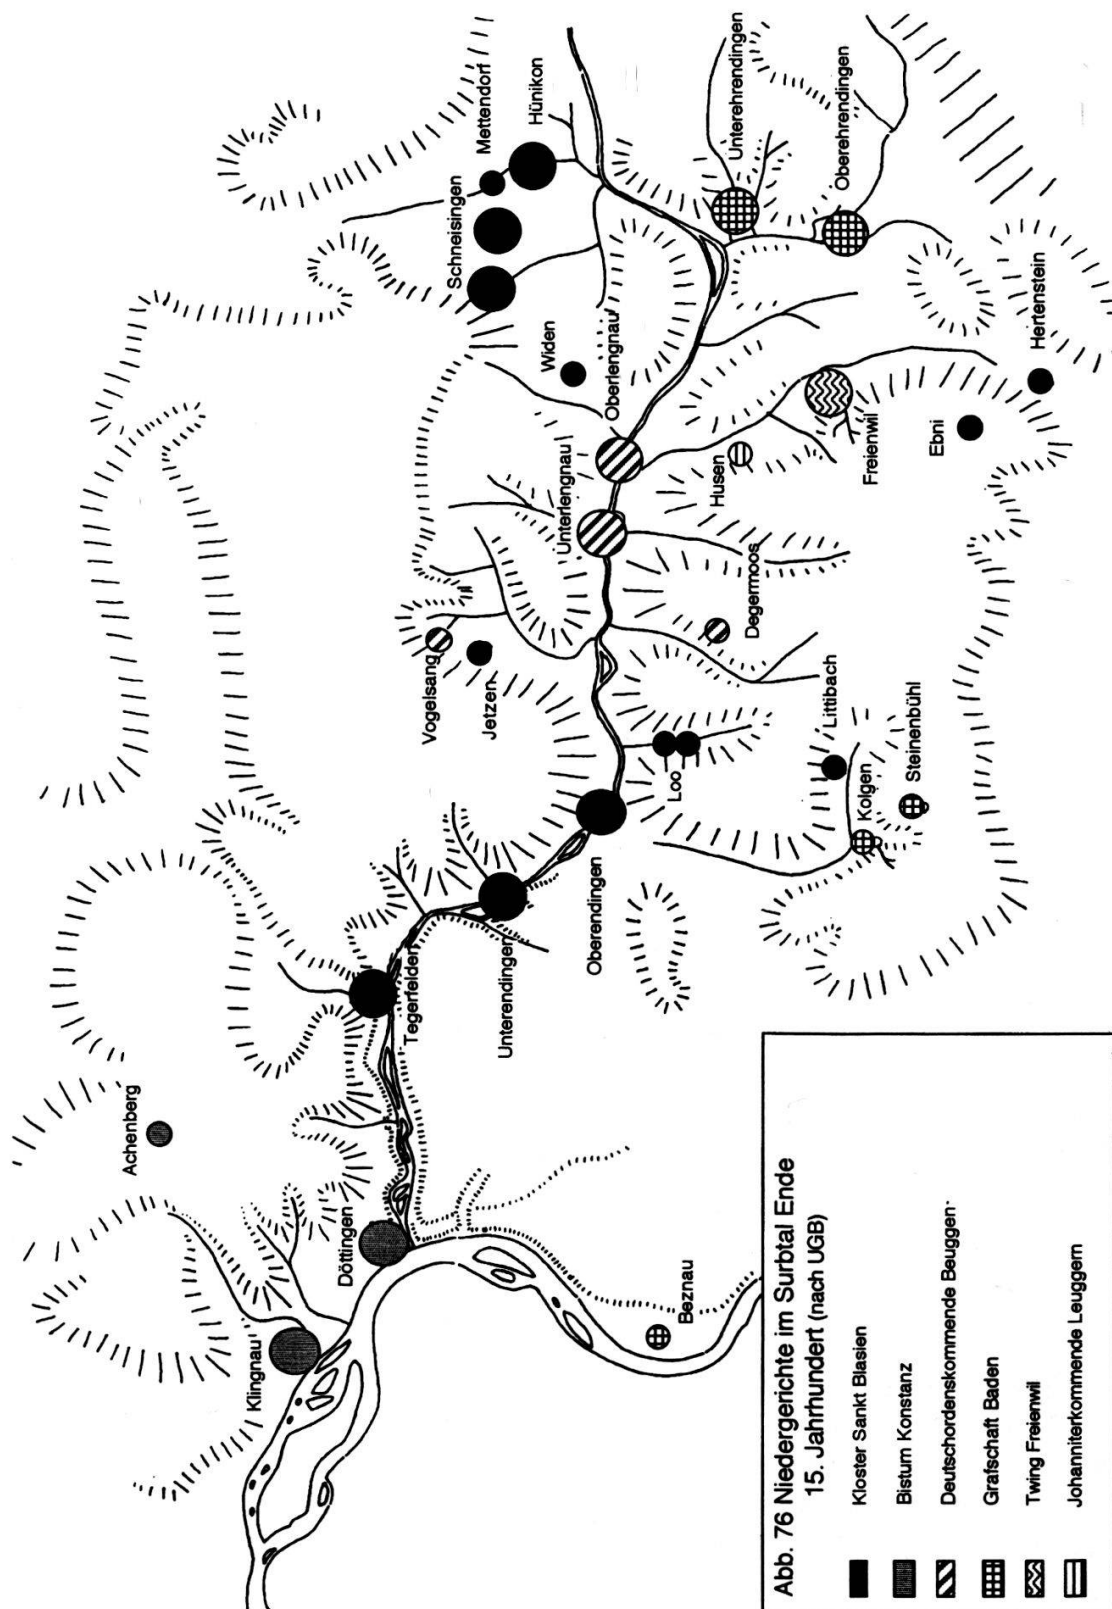 Mettendorf
Hünikon
Schneisingen
Unterehrendingen
Oberehrendingen
Widen
Oberlengnau
Hertenstein
Ebni
Freienwil
Husen
Unterlengnau
Degermoos
Vogelsang
Jetzen
Littibach
Loo
Kolgen
Steinenbühl
Oberendingen
Unterendingen
Tegerfelden
Achenberg
Döttingen
Klingnau
Beznau
Abb. 76 Niedergerichte im Surbtal Ende
15. Jahrhundert (nach UGB)
Kloster Sankt Blasien
Bistum Konstanz
Deutschordenskommende Beuggen
Grafschaft Baden
Twing Freienwil
Johanniterkommende Leuggern